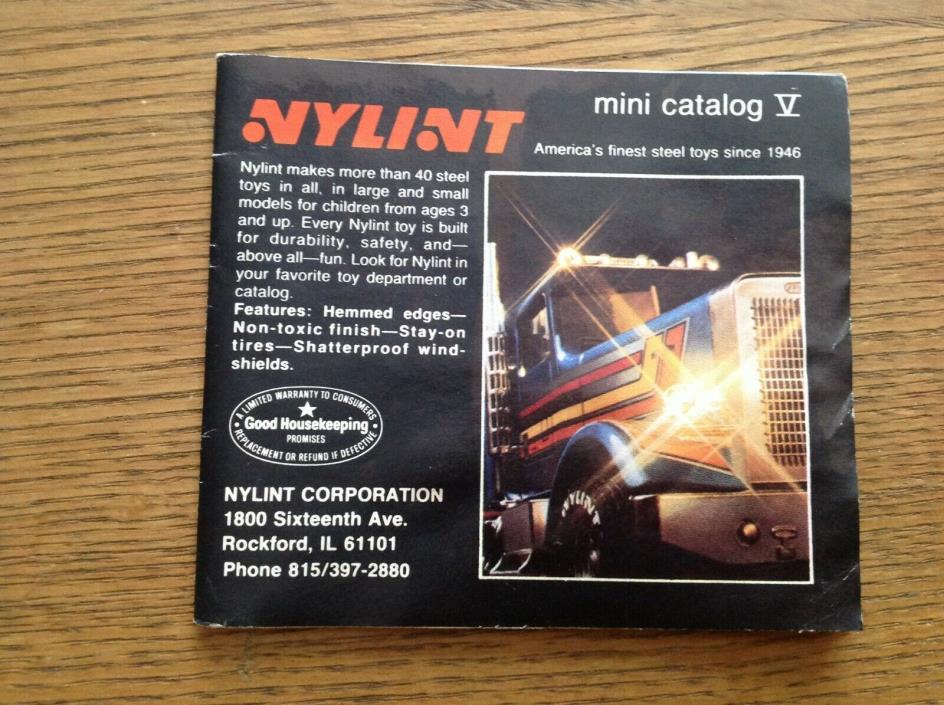 NYLINT
mini catalog V
America's finest steel toys since 1946
Nylint makes more than 40 steel
toys in all, in large and small
models for children from ages 3
and up. Every Nylint toy is built
for durability, safety, and—
above all—fun. Look for Nylint in
your favorite toy department or
catalog.
Features: Hemmed edges—
Non-toxic finish—Stay-on
tires—Shatterproof wind-
shields.
A LIMITED WARRANTY TO CONSUMERS
Good Housekeeping
PROMISES
REPLACEMENT OR REFUND IF DEFECTIVE
NYLINT CORPORATION
1800 Sixteenth Ave.
Rockford, IL 61101
Phone 815/397-2880
NYLINT